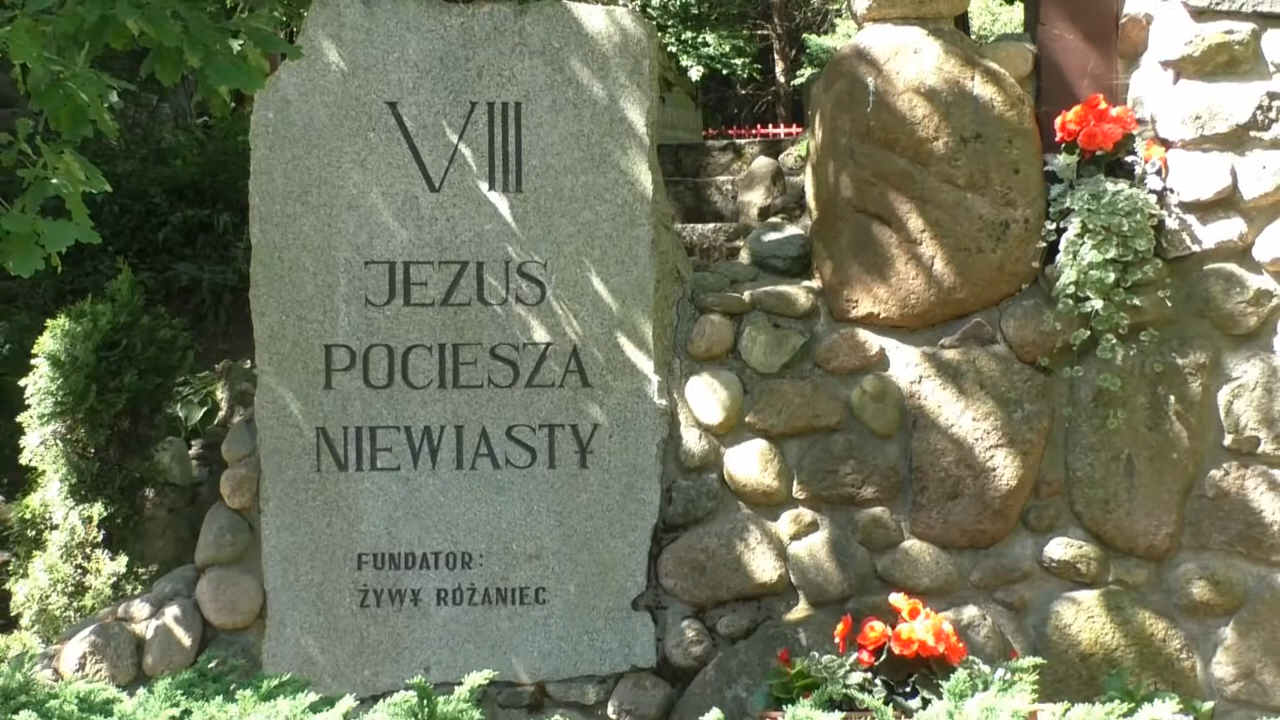 VIII
JEZUS
POCIESZA
NIEWIASTY
FUNDATOR:
ŻYWY RÓŻANIEC